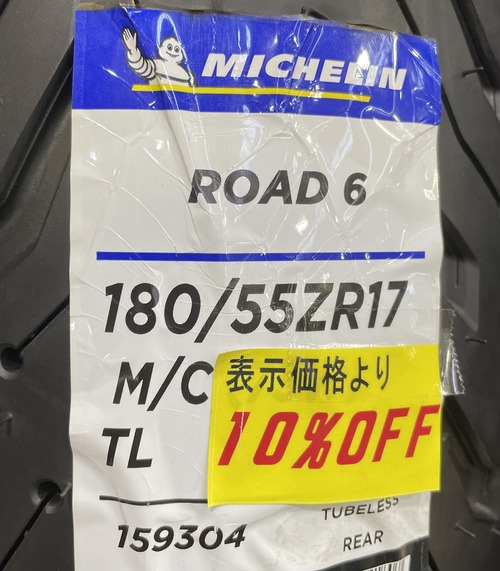 MICHELIN
ROAD 6
180/55ZR17
M/C
表示価格より
TL
10%OFF
159304
TUBELESS
REAR